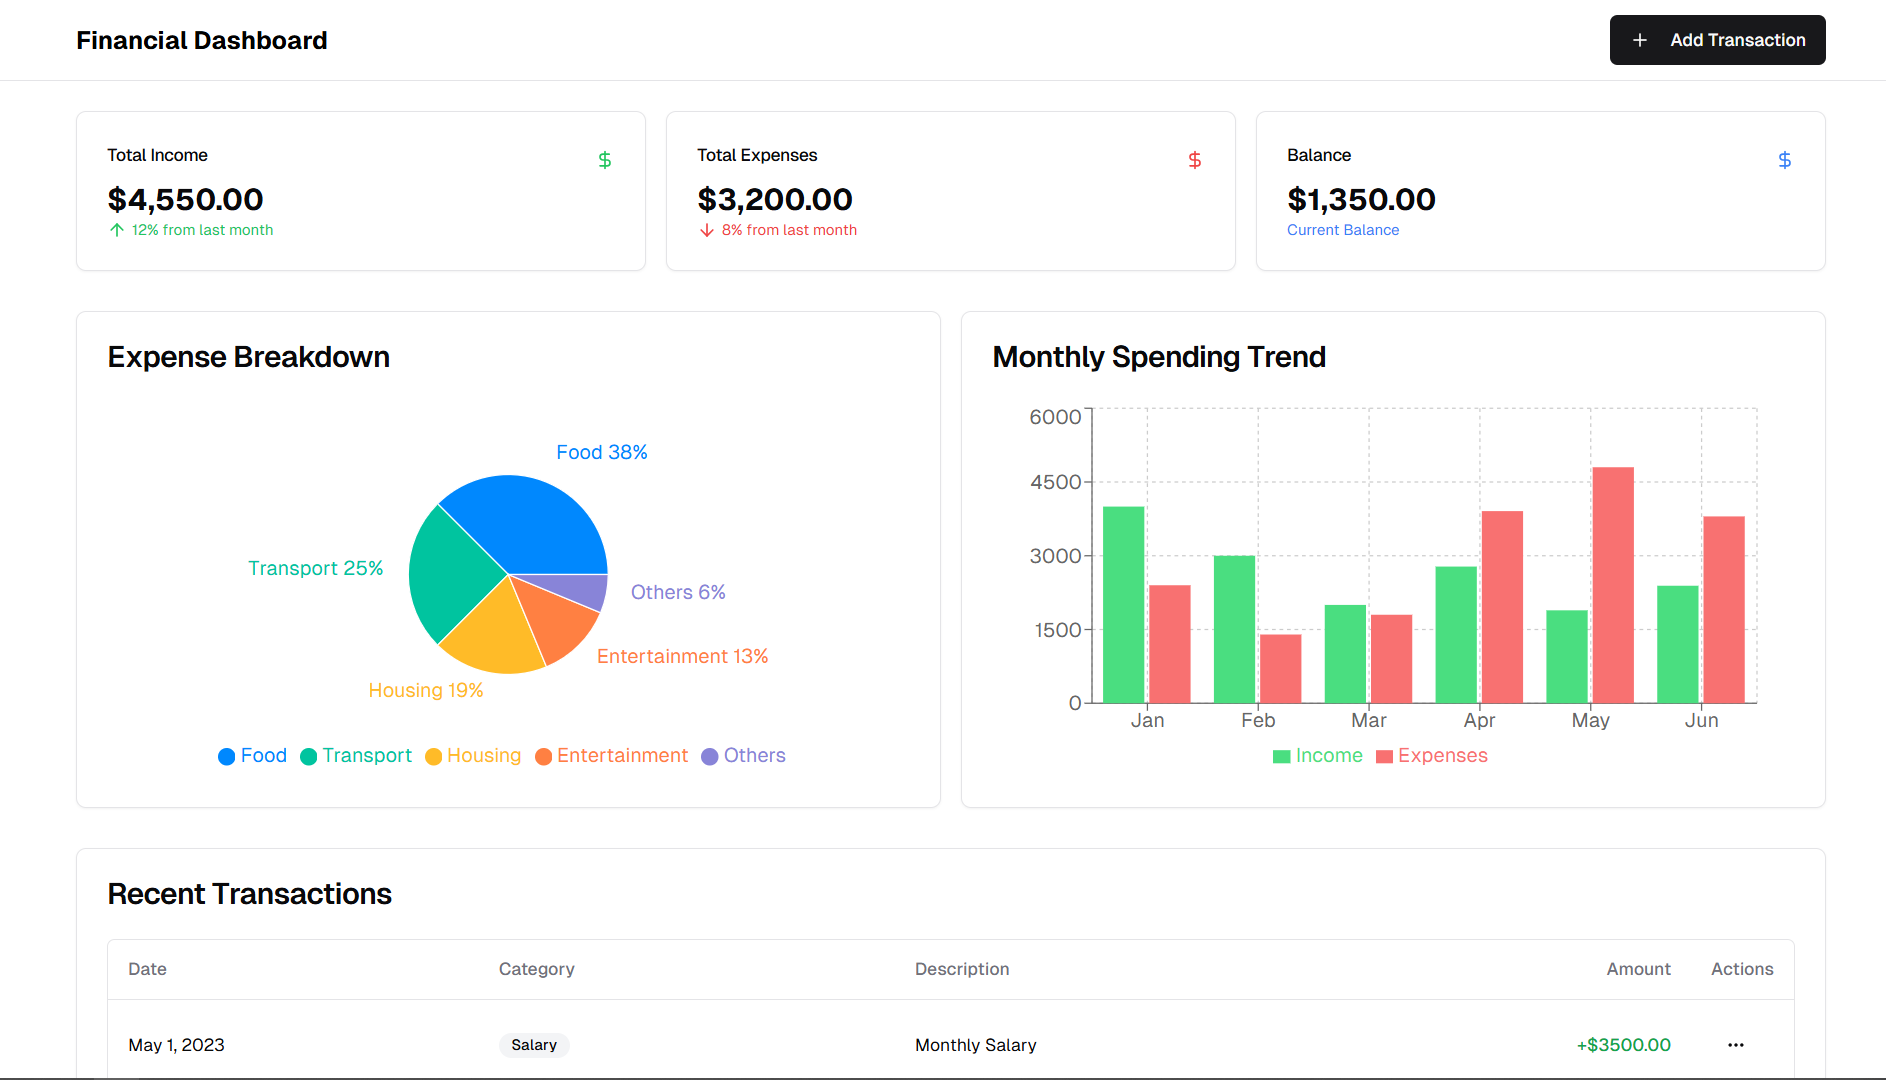 Financial Dashboard
+ Add Transaction
Total Income
$
$4,550.00
↑ 12% from last month
Total Expenses
$
$3,200.00
↓ 8% from last month
Balance
$
$1,350.00
Current Balance
Expense Breakdown
Food 38%
Transport 25%
Others 6%
Entertainment 13%
Housing 19%
Food Transport Housing Entertainment Others
Monthly Spending Trend
6000
4500
3000
1500
0
Jan Feb Mar Apr May Jun
Income Expenses
Recent Transactions
Date Category Description Amount Actions
May 1, 2023 Salary Monthly Salary +$3500.00 ...